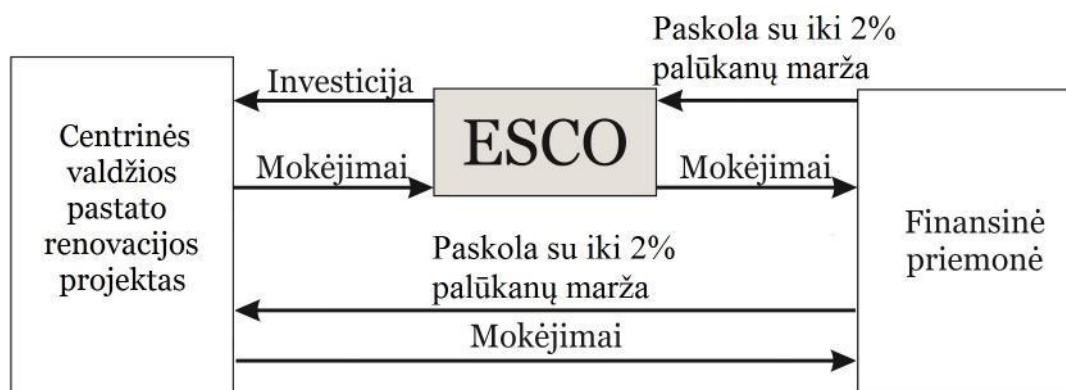 Paskola su iki 2%
palūkanų marža
Investicija
ESCO
Centrinės
valdžios
pastato
renovacijos
projektas
Mokėjimai
Mokėjimai
Finansinė
priemonė
Paskola su iki 2%
palūkanų marža
Mokėjimai